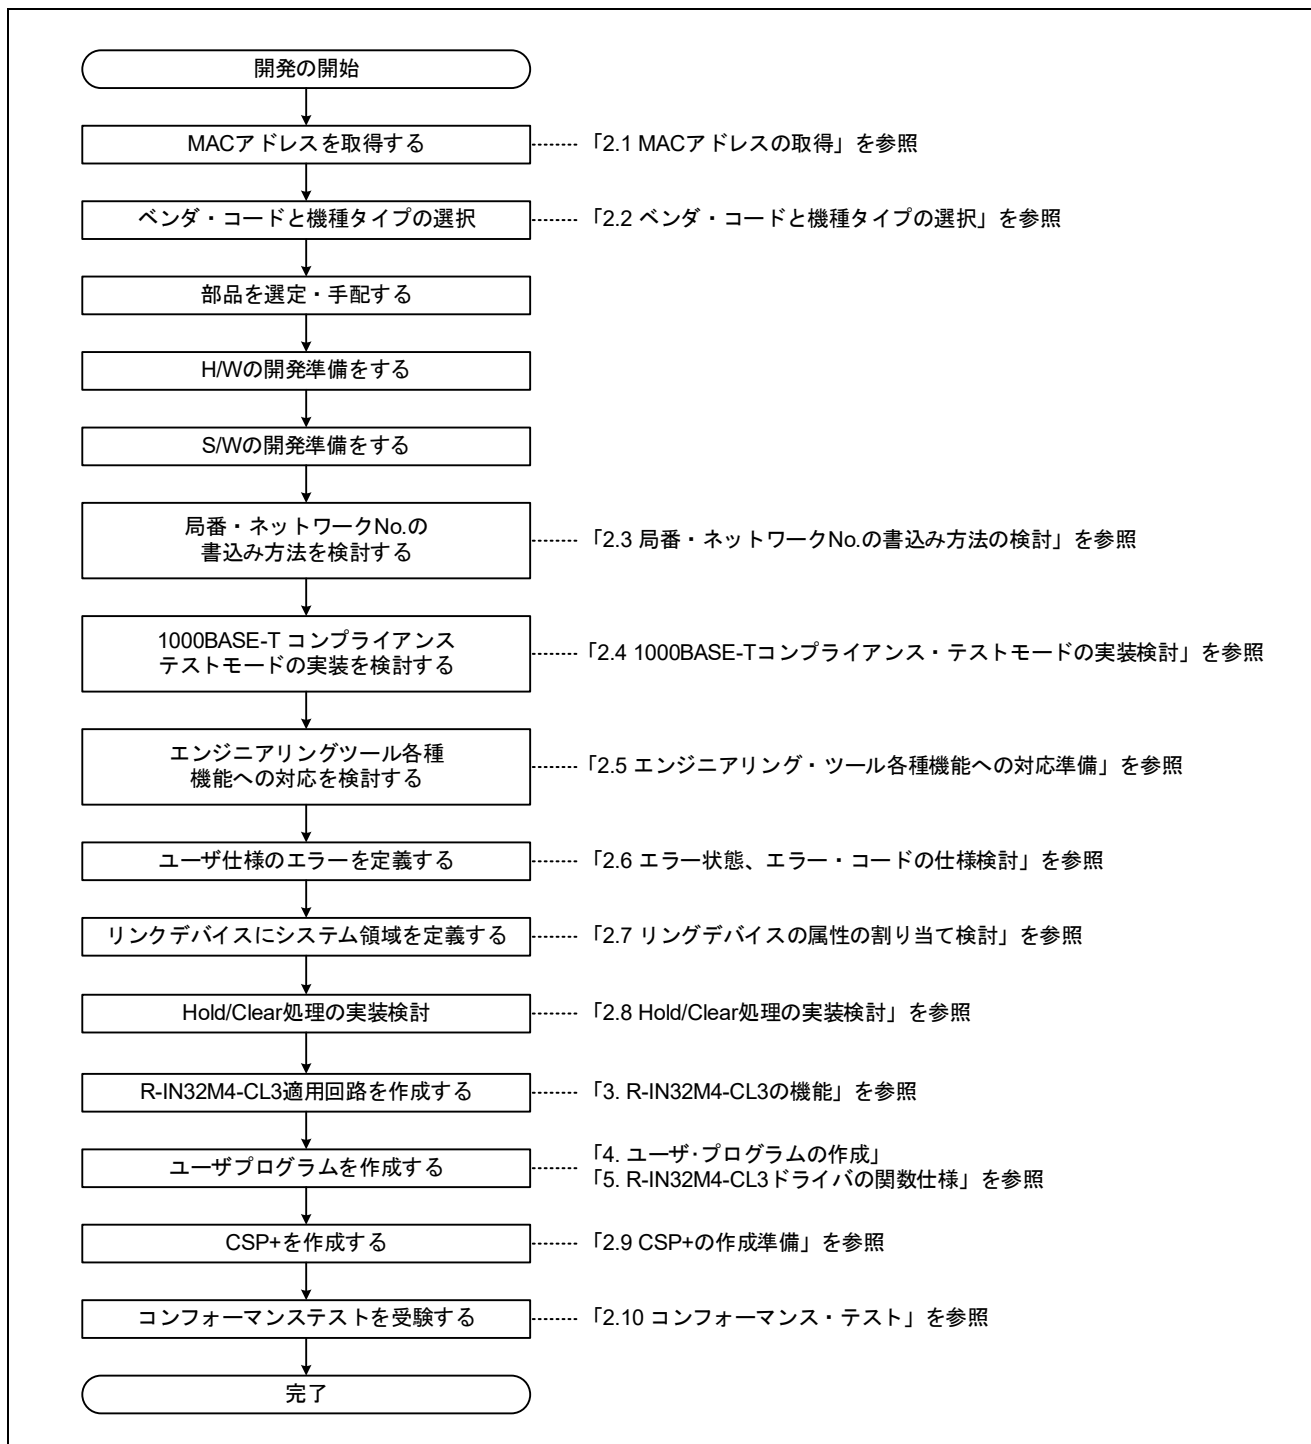 開発の開始
MACアドレスを取得する
「2.1 MACアドレスの取得」を参照
ベンダ・コードと機種タイプの選択
「2.2 ベンダ・コードと機種タイプの選択」を参照
部品を選定・手配する
H/Wの開発準備をする
S/Wの開発準備をする
局番・ネットワークNo.の
書込み方法を検討する
「2.3 局番・ネットワークNo.の書込み方法の検討」を参照
1000BASE-T コンプライアンス
テストモードの実装を検討する
「2.4 1000BASE-Tコンプライアンス・テストモードの実装検討」を参照
エンジニアリングツール各種
機能への対応を検討する
「2.5 エンジニアリング・ツール各種機能への対応準備」を参照
ユーザ仕様のエラーを定義する
「2.6 エラー状態、エラー・コードの仕様検討」を参照
リンクデバイスにシステム領域を定義する
「2.7 リングデバイスの属性の割り当て検討」を参照
Hold/Clear処理の実装検討
「2.8 Hold/Clear処理の実装検討」を参照
R-IN32M4-CL3適用回路を作成する
「3. R-IN32M4-CL3の機能」を参照
ユーザプログラムを作成する
「4. ユーザ・プログラムの作成」
「5. R-IN32M4-CL3ドライバの関数仕様」を参照
CSP+を作成する
「2.9 CSP+の作成準備」を参照
コンフォーマンステストを受験する
「2.10 コンフォーマンス・テスト」を参照
完了